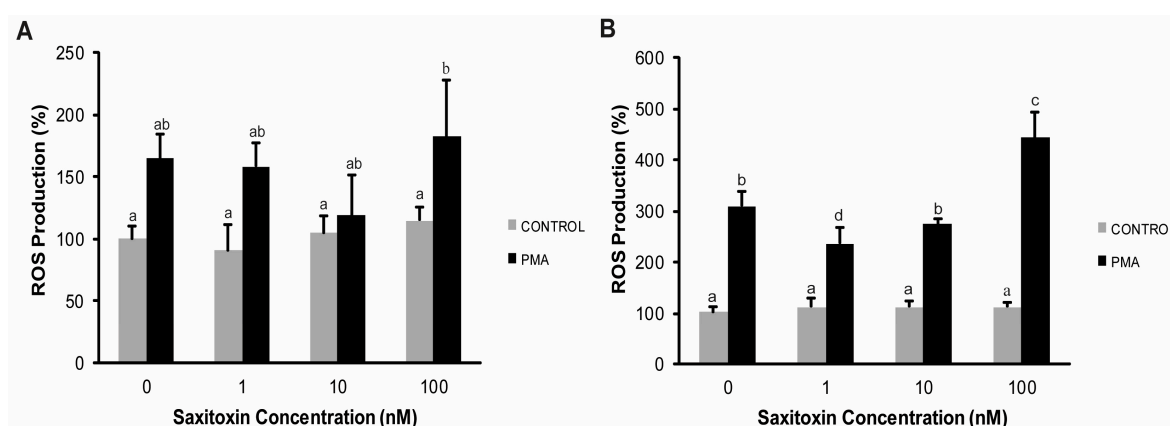 A
250
200
150
100
50
0
ROS Production (%)
a
ab
a
ab
a
ab
a
b
0 1 10 100
Saxitoxin Concentration (nM)
CONTROL
PMA
B
600
500
400
300
200
100
0
ROS Production (%)
a
b
a
d
a
b
a
c
0 1 10 100
Saxitoxin Concentration (nM)
CONTRO
PMA